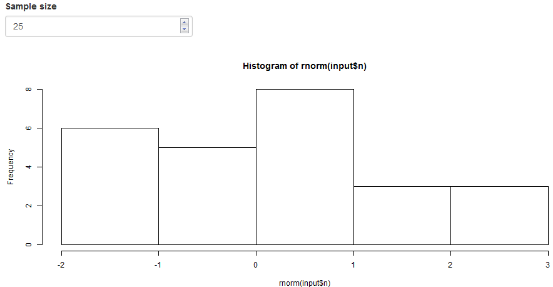 Sample size
25
Histogram of rnorm(input$n)
Frequency
8
6
4
2
0
-2 -1 0 1 2 3
rnorm(input$n)